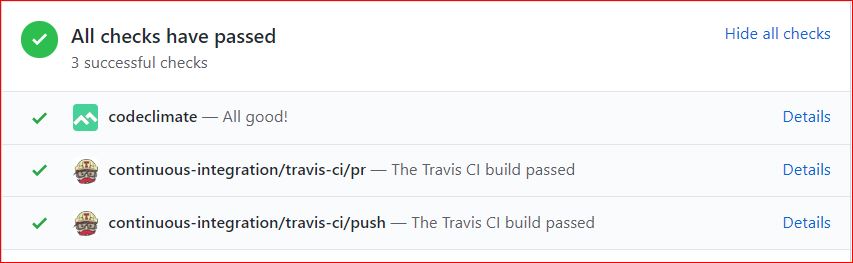 All checks have passed
Hide all checks
3 successful checks
codeclimate — All good!
Details
continuous-integration/travis-ci/pr — The Travis CI build passed
Details
continuous-integration/travis-ci/push — The Travis CI build passed
Details